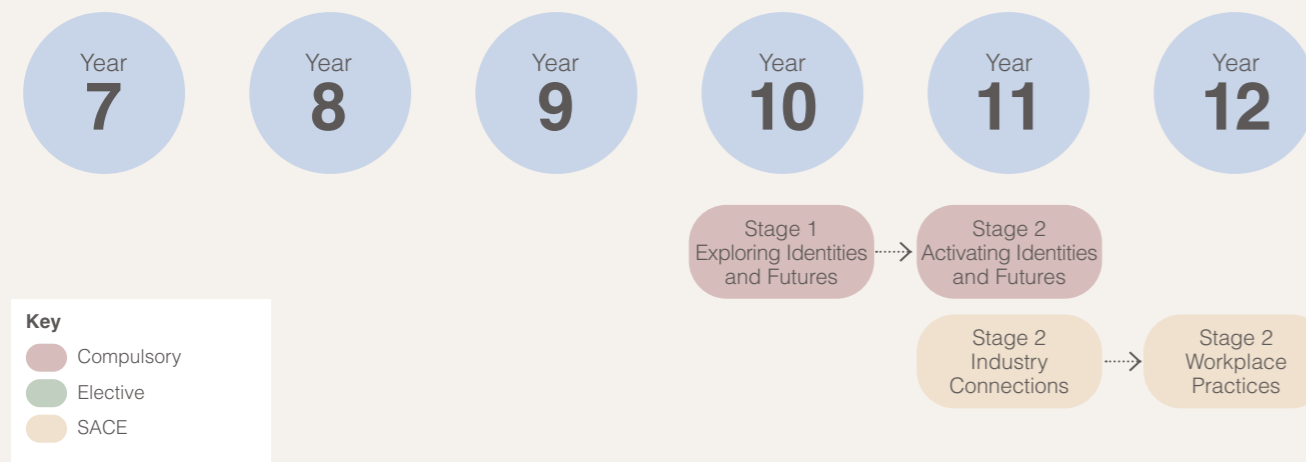 Year
7
Year
8
Year
9
Year
10
Year
11
Year
12
Stage 1
Exploring Identities
and Futures
Stage 2
Activating Identities
and Futures
Stage 2
Industry
Connections
Stage 2
Workplace
Practices
Key
Compulsory
Elective
SACE